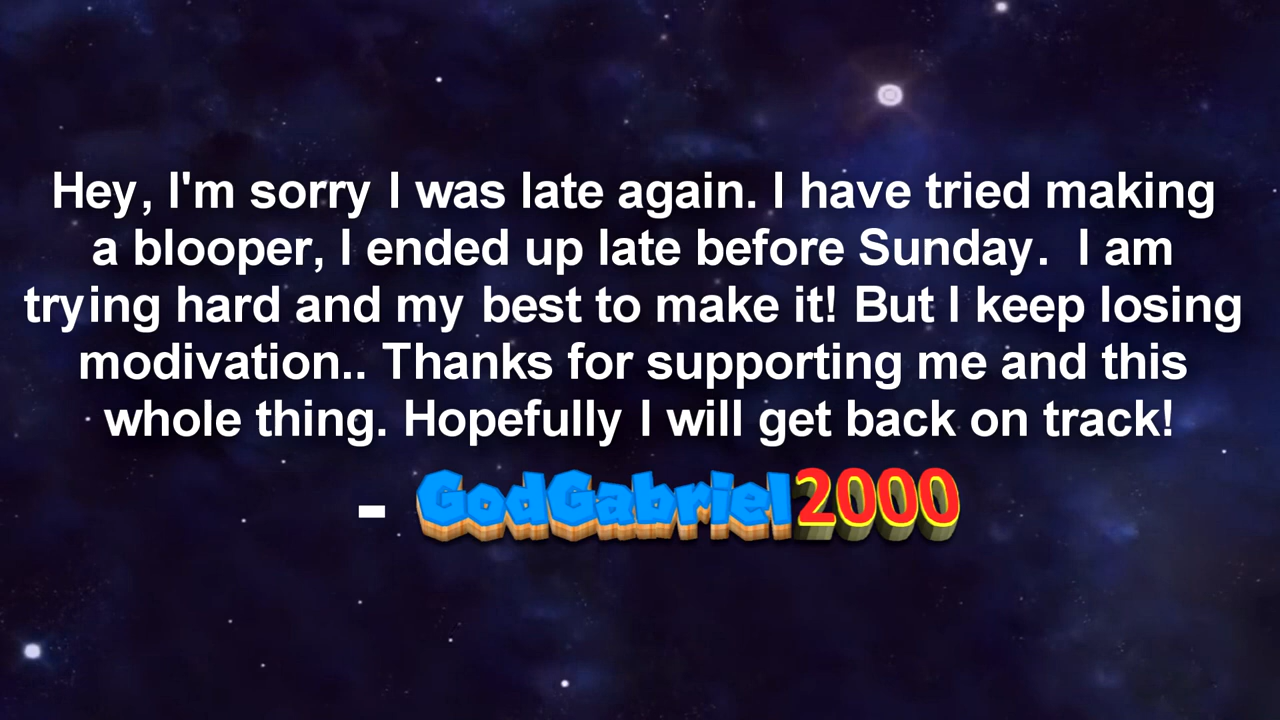 Hey, I'm sorry I was late again. I have tried making
a blooper, I ended up late before Sunday.  I am
trying hard and my best to make it! But I keep losing
modivation.. Thanks for supporting me and this
whole thing. Hopefully I will get back on track!
- GodGabriel2000